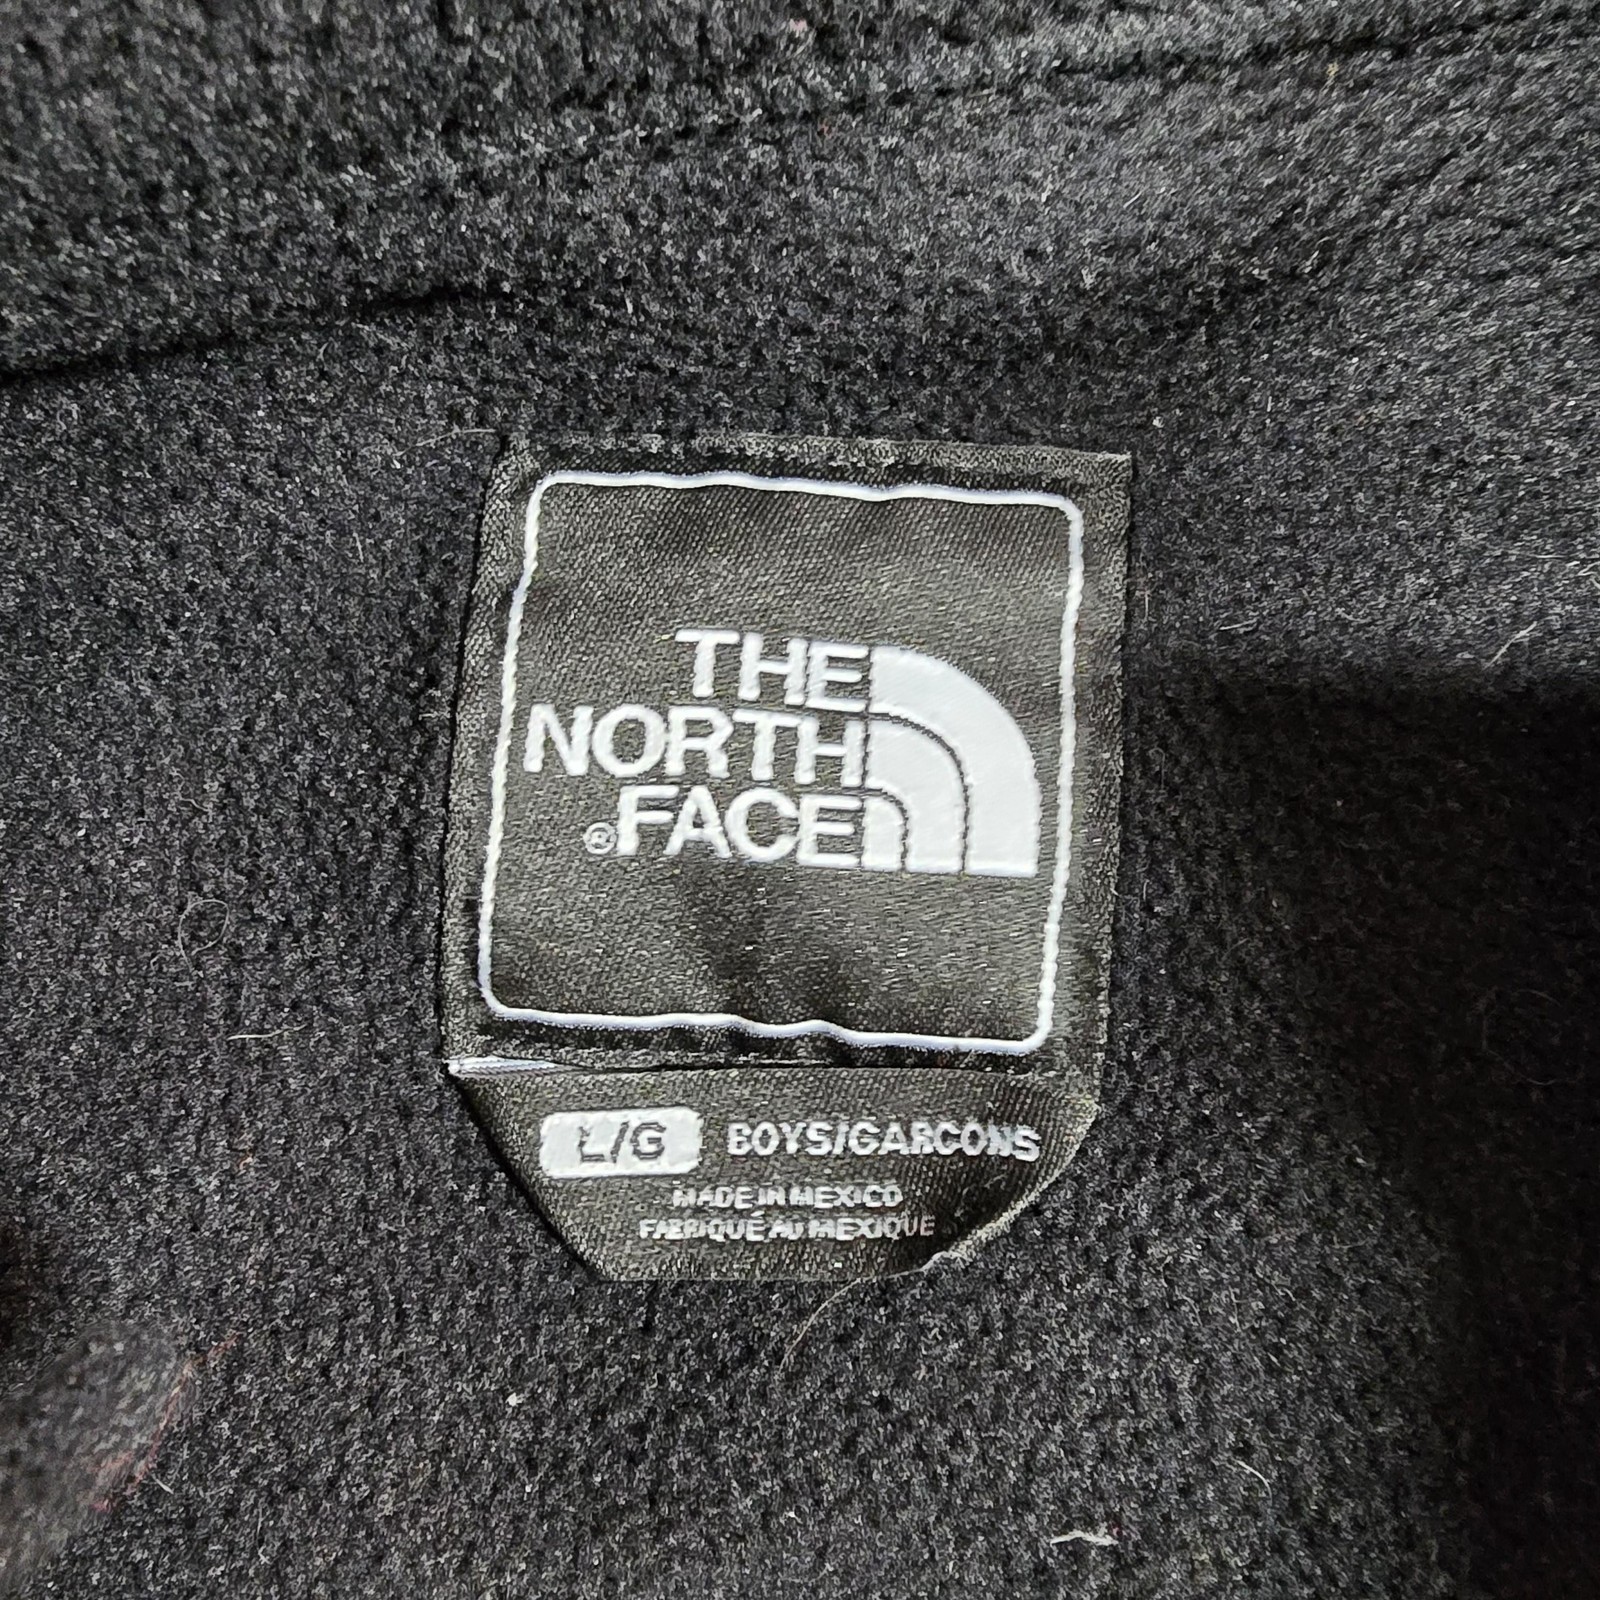 THE
NORTH
®FACE
L/G BOYS/GARCONS
MADE IN MEXICO
FABRIQUÉ AU MEXIQUE